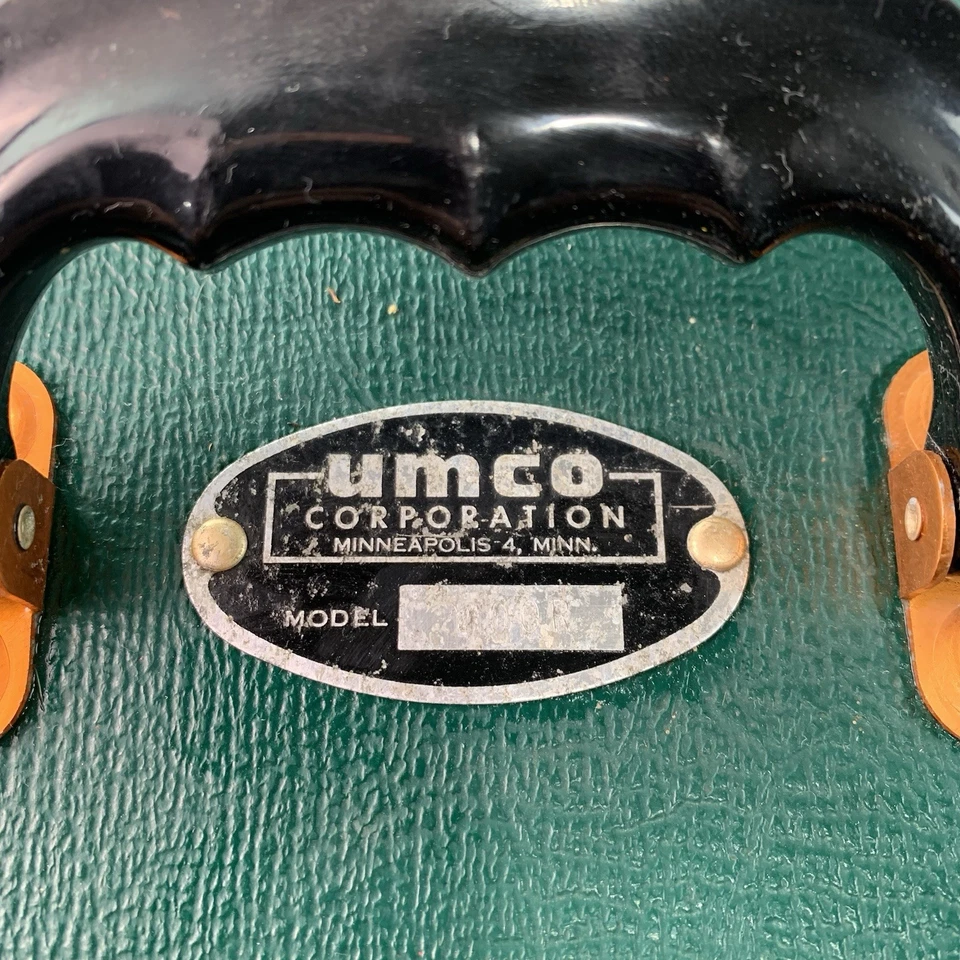 umco
CORPORATION
MINNEAPOLIS 4, MINN.
MODEL